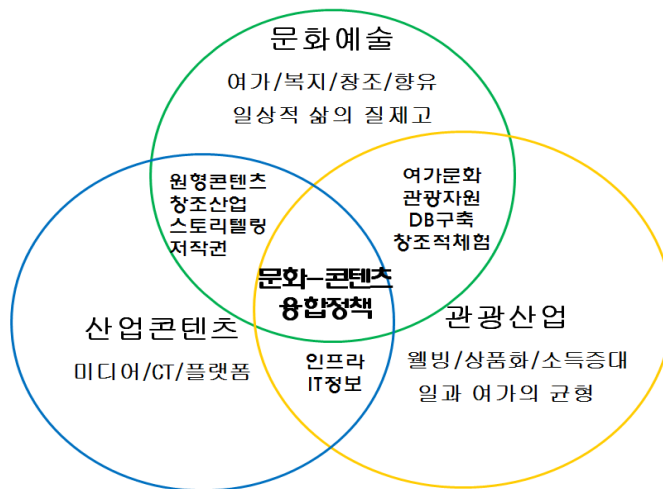 문화예술
여가/복지/창조/향유
일상적 삶의 질제고
원형콘텐츠
창조산업
스토리텔링
저작권
여가문화
관광자원
DB구축
창조적체험
문화-콘텐츠
융합정책
산업콘텐츠
미디어/CT/플랫폼
관광산업
웰빙/상품화/소득증대
일과 여가의 균형
인프라
IT정보